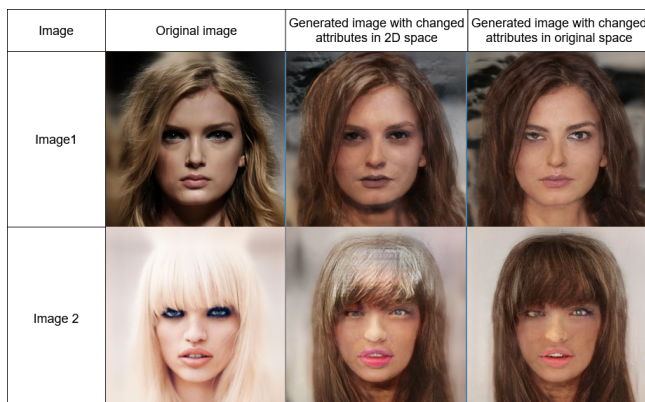 Image
Original image
Generated image with changed
attributes in 2D space
Generated image with changed
attributes in original space
Image1
Image 2